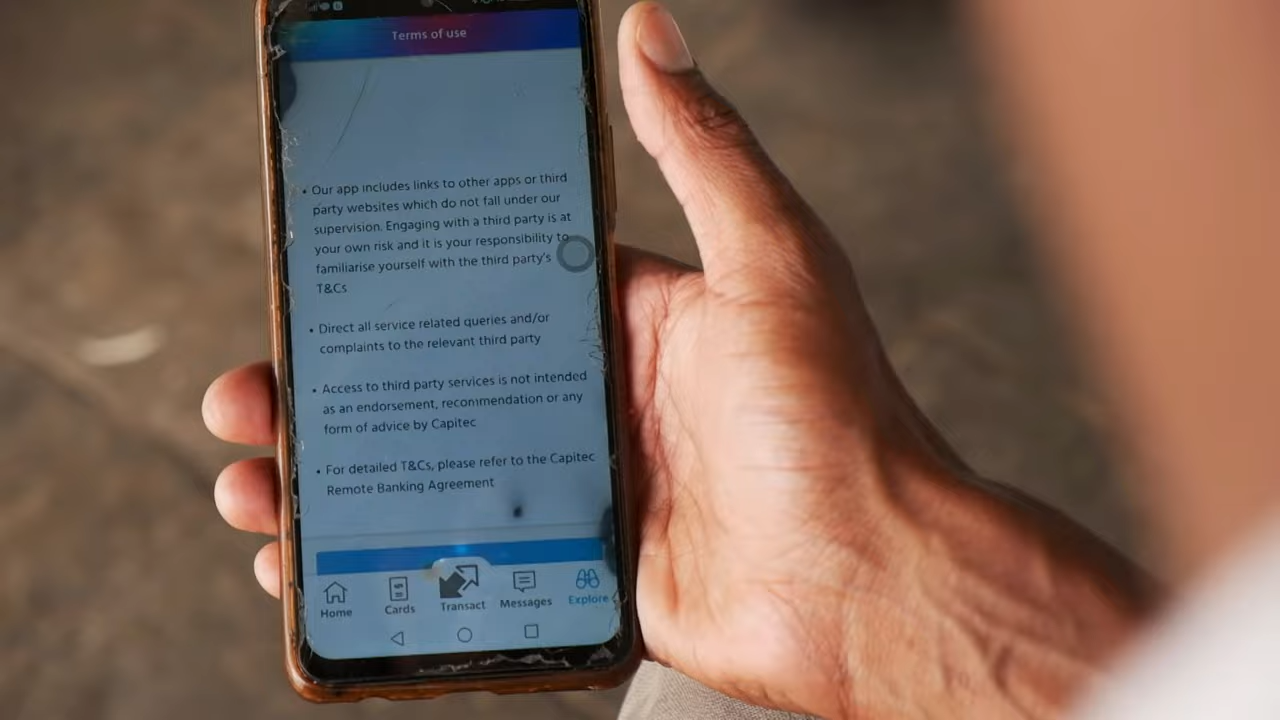 Terms of use
• Our app includes links to other apps or third
party websites which do not fall under our
supervision. Engaging with a third party is at
your own risk and it is your responsibility to
familiarise yourself with the third party's
T&Cs
• Direct all service related queries and/or
complaints to the relevant third party
• Access to third party services is not intended
as an endorsement, recommendation or any
form of advice by Capitec
• For detailed T&Cs, please refer to the Capitec
Remote Banking Agreement
Home Cards Transact Messages Explore